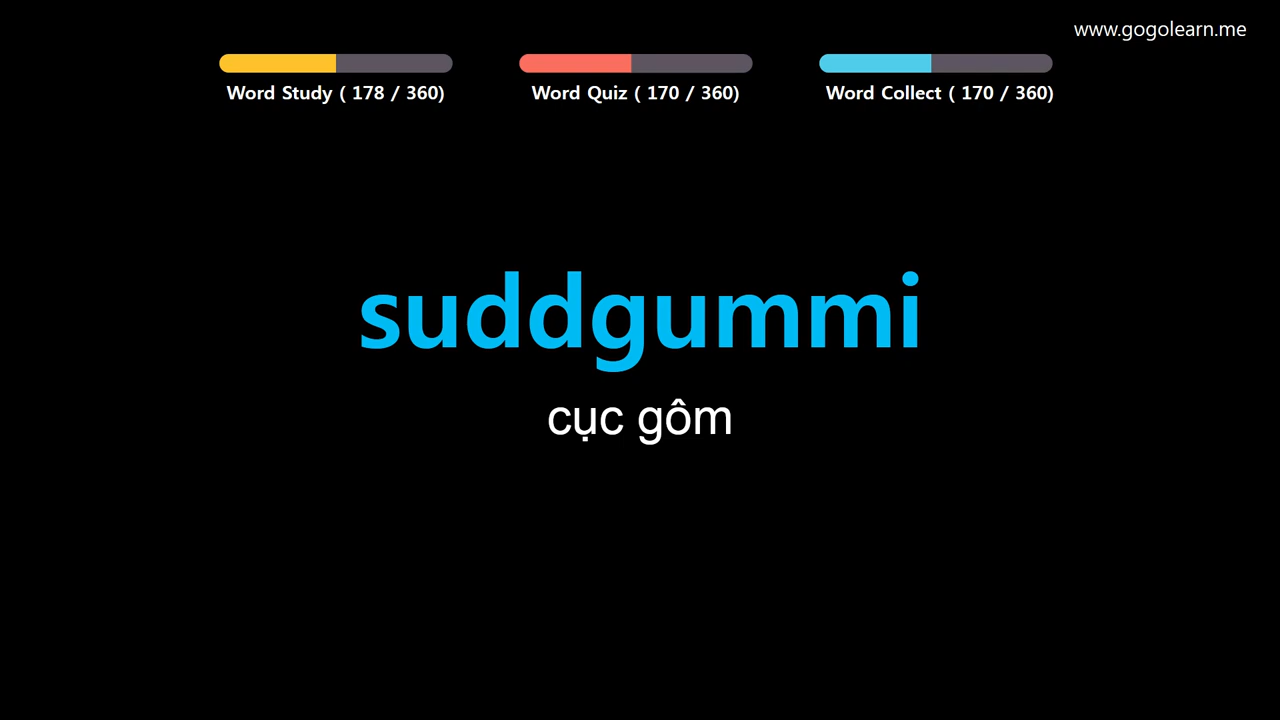 www.gogolearn.me
Word Study ( 178 / 360)
Word Quiz ( 170 / 360)
Word Collect ( 170 / 360)
suddgummi
cục gôm